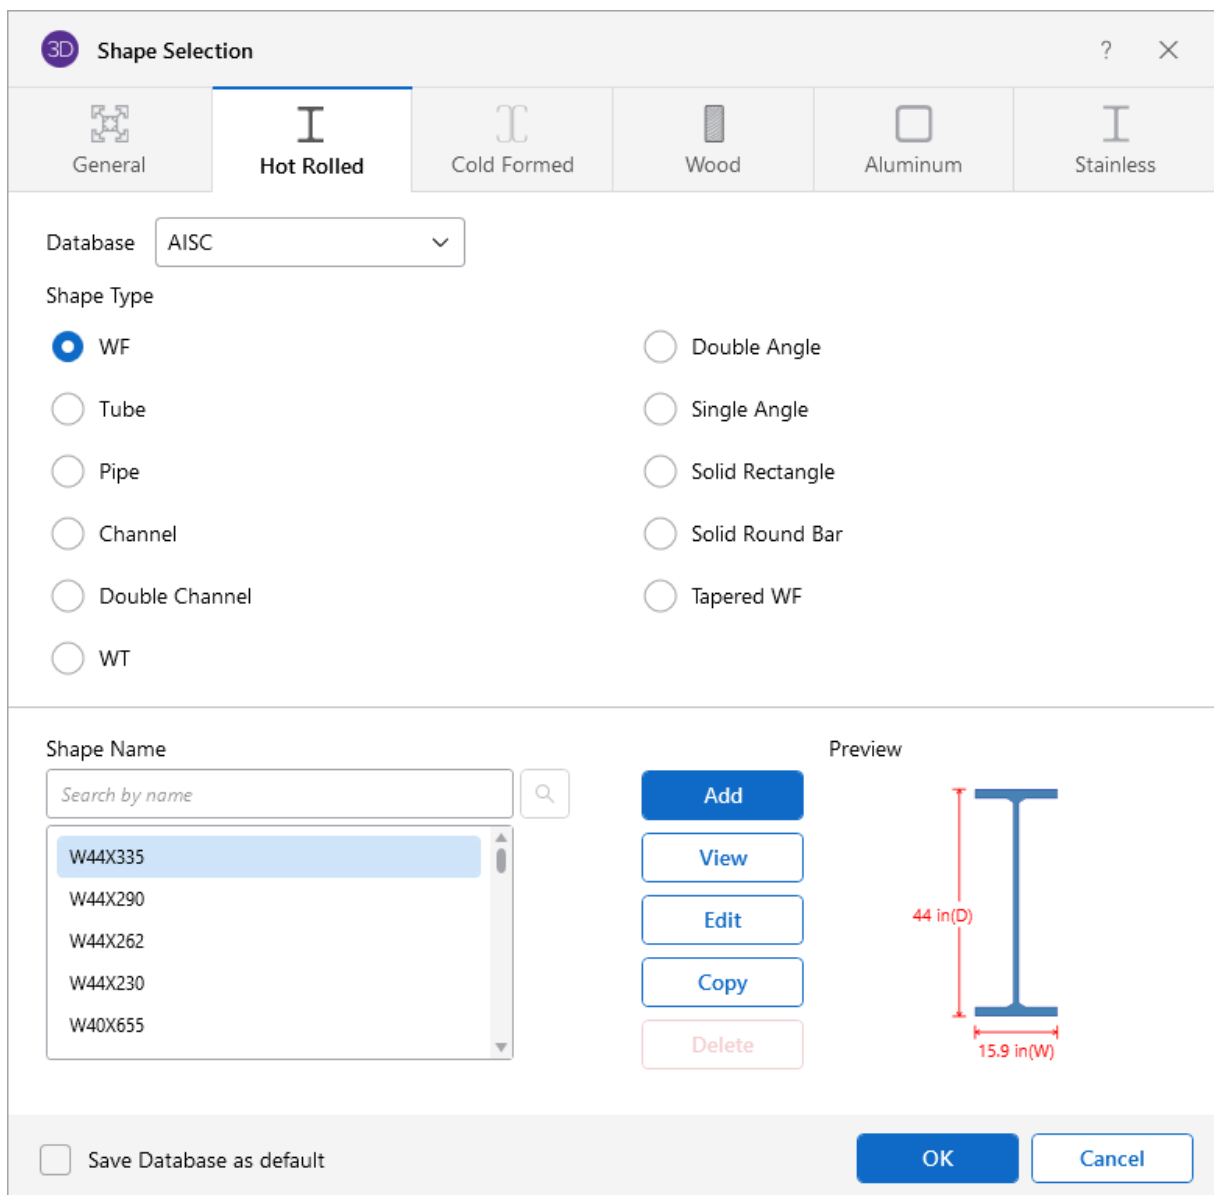 3D Shape Selection ?
General Hot Rolled Cold Formed Wood Aluminum Stainless
Database AISC
Shape Type
WF Double Angle
Tube Single Angle
Pipe Solid Rectangle
Channel Solid Round Bar
Double Channel Tapered WF
WT
Shape Name Preview
Search by name Add
W44X335 View
W44X290 Edit
W44X262 44 in(D)
W44X230 Copy
W40X655 Delete
15.9 in(W)
Save Database as default OK Cancel